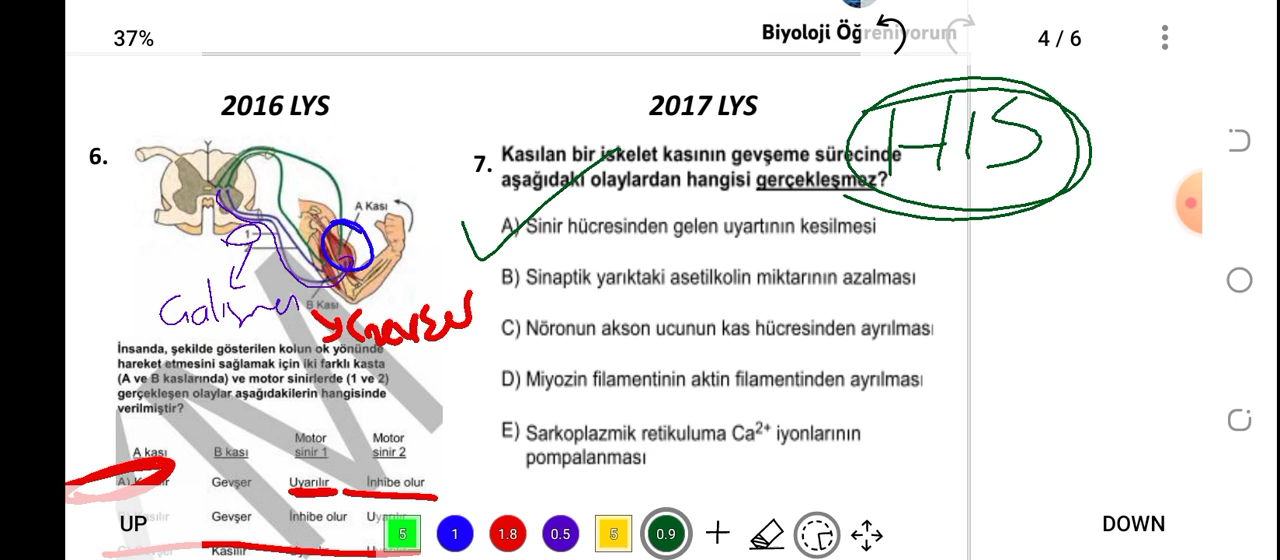 37%
Biyoloji Öğreniyorum
4 / 6
2016 LYS
2017 LYS
HIS
6.
A Kası
1
2
B Kası
Çalışmer
İnsanda, şekilde gösterilen kolun ok yönünde
hareket etmesini sağlamak için iki farklı kasta
(A ve B kaslarında) ve motor sinirlerde (1 ve 2)
gerçekleşen olaylar aşağıdakilerin hangisinde
verilmiştir?
A kası
B kası
Motor
sinir 1
Motor
sinir 2
Gevşer
Uyarılır
İnhibe olur
Gevşer
İnhibe olur
Kasılır
7.
Kasılan bir iskelet kasının gevşeme sürecinde
aşağıdaki olaylardan hangisi gerçekleşmez?
A) Sinir hücresinden gelen uyartının kesilmesi
B) Sinaptik yarıktaki asetilkolin miktarının azalması
C) Nöronun akson ucunun kas hücresinden ayrılması
D) Miyozin filamentinin aktin filamentinden ayrılması
E) Sarkoplazmik retikuluma Ca²⁺ iyonlarının
pompalanması
UP
5
1
1.8
0.5
5
0.9
DOWN